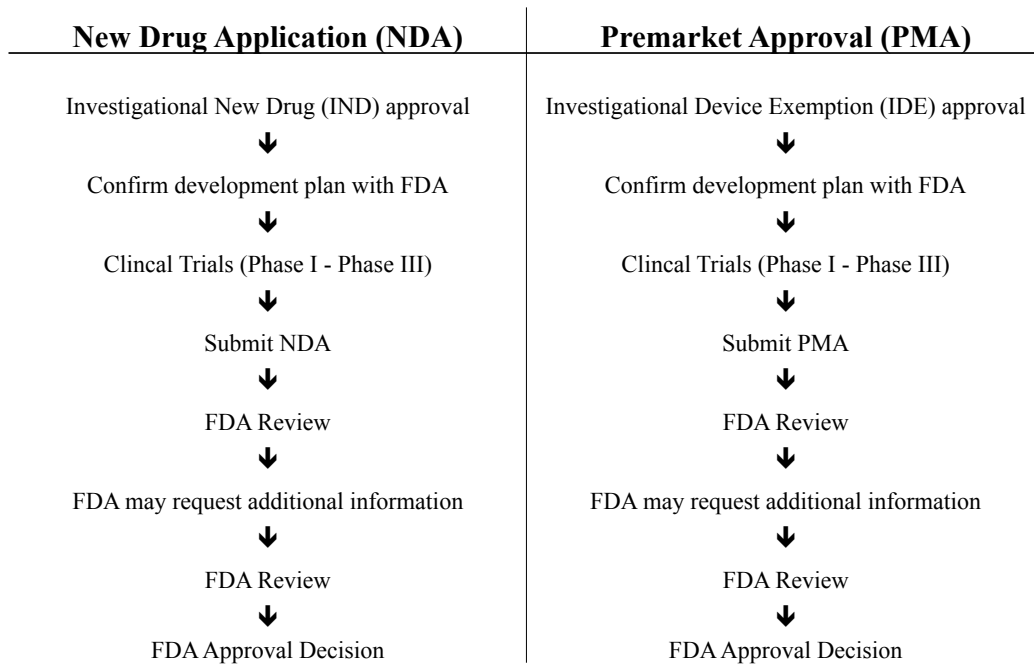 New Drug Application (NDA)
Investigational New Drug (IND) approval
Confirm development plan with FDA
Clincal Trials (Phase I - Phase III)
Submit NDA
FDA Review
FDA may request additional information
FDA Review
FDA Approval Decision
Premarket Approval (PMA)
Investigational Device Exemption (IDE) approval
Confirm development plan with FDA
Clincal Trials (Phase I - Phase III)
Submit PMA
FDA Review
FDA may request additional information
FDA Review
FDA Approval Decision